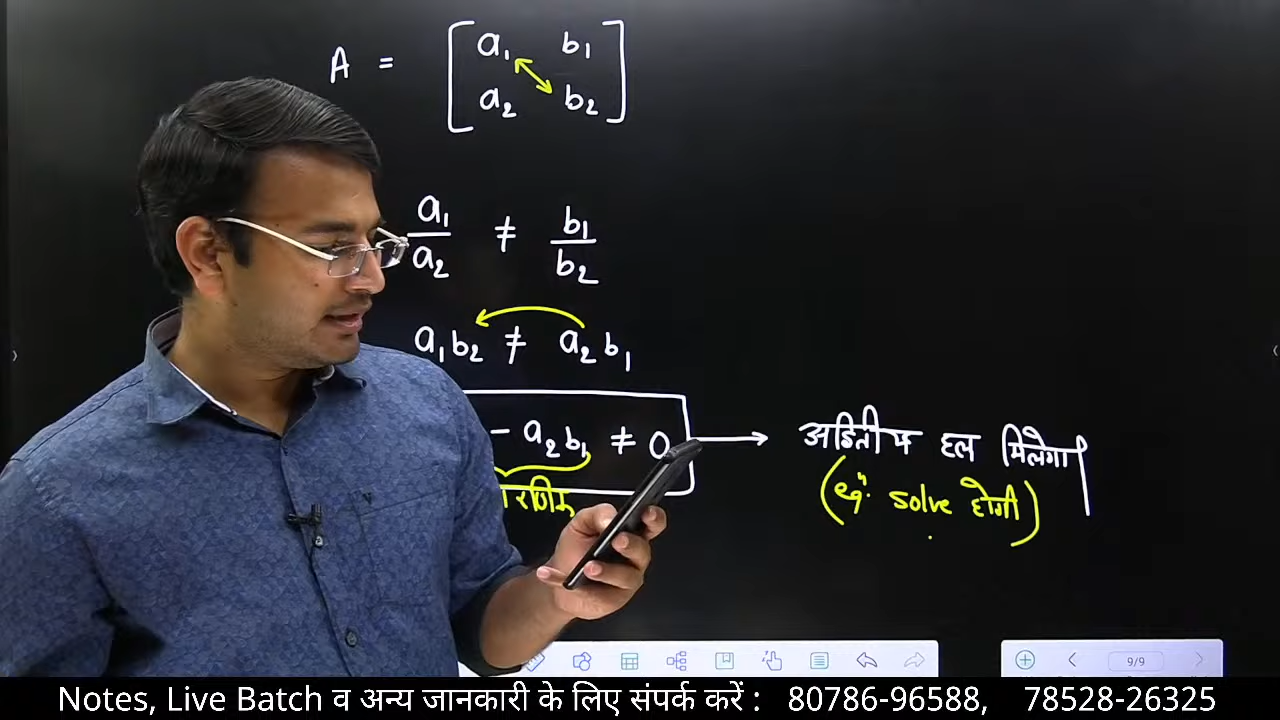 A = [ a₁ b₁
a₂ b₂ ]
a₁/a₂ ≠ b₁/b₂
a₁b₂ ≠ a₂b₁
- a₂b₁ ≠ 0 → अद्वितीय हल मिलेगा
(eqⁿ. solve होगी)
9/9
Notes, Live Batch व अन्य जानकारी के लिए संपर्क करें : 80786-96588, 78528-26325